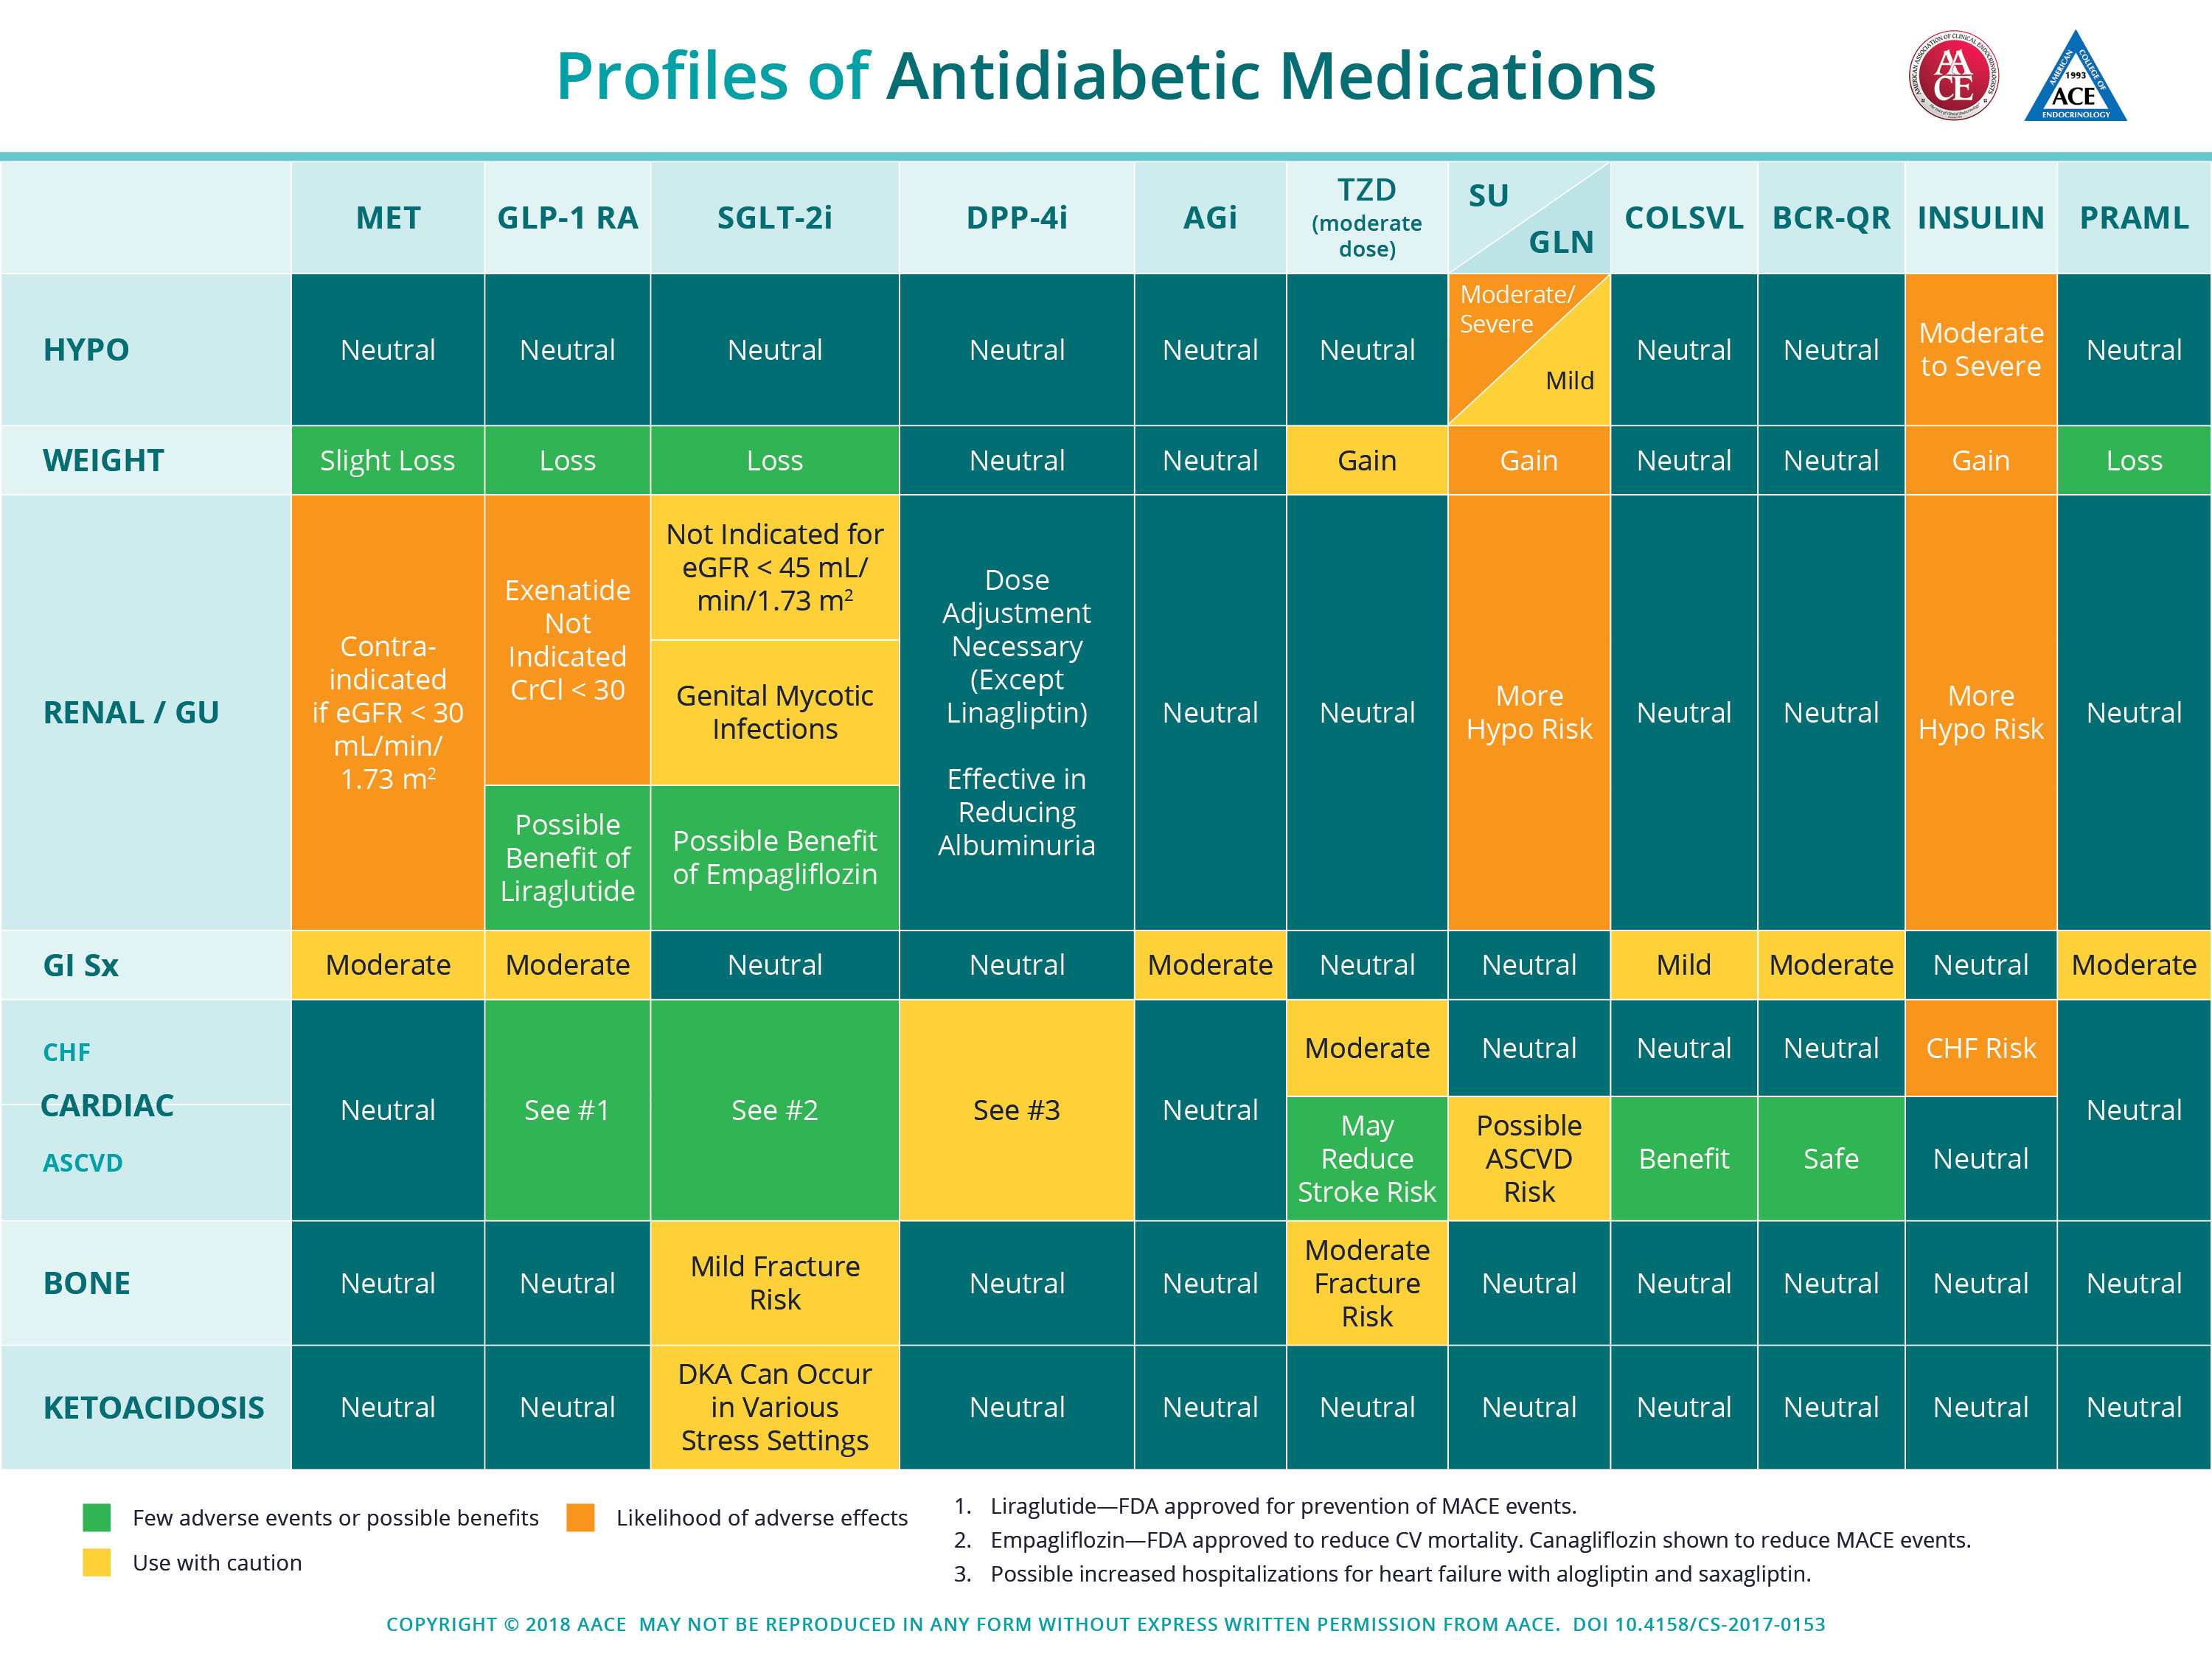 Profiles of Antidiabetic Medications
AMERICAN ASSOCIATION OF CLINICAL ENDOCRINOLOGISTS
AACE
AMERICAN COLLEGE OF
1993
ACE
ENDOCRINOLOGY
MET
GLP-1 RA
SGLT-2i
DPP-4i
AGi
TZD
(moderate
dose)
SU
GLN
COLSVL
BCR-QR
INSULIN
PRAML
HYPO
Neutral
Neutral
Neutral
Neutral
Neutral
Neutral
Moderate/
Severe
Mild
Neutral
Neutral
Moderate
to Severe
Neutral
WEIGHT
Slight Loss
Loss
Loss
Neutral
Neutral
Gain
Gain
Neutral
Neutral
Gain
Loss
RENAL / GU
Contra-
indicated
if eGFR < 30
mL/min/
1.73 m²
Exenatide
Not
Indicated
CrCl < 30
Possible
Benefit of
Liraglutide
Not Indicated for
eGFR < 45 mL/
min/1.73 m²
Genital Mycotic
Infections
Possible Benefit
of Empagliflozin
Dose
Adjustment
Necessary
(Except
Linagliptin)
Effective in
Reducing
Albuminuria
Neutral
Neutral
More
Hypo Risk
Neutral
Neutral
More
Hypo Risk
Neutral
GI Sx
Moderate
Moderate
Neutral
Neutral
Moderate
Neutral
Neutral
Mild
Moderate
Neutral
Moderate
CHF
CARDIAC
ASCVD
Neutral
See #1
See #2
See #3
Neutral
Moderate
May
Reduce
Stroke Risk
Neutral
Possible
ASCVD
Risk
Neutral
Benefit
Neutral
Safe
CHF Risk
Neutral
Neutral
BONE
Neutral
Neutral
Mild Fracture
Risk
Neutral
Neutral
Moderate
Fracture
Risk
Neutral
Neutral
Neutral
Neutral
Neutral
KETOACIDOSIS
Neutral
Neutral
DKA Can Occur
in Various
Stress Settings
Neutral
Neutral
Neutral
Neutral
Neutral
Neutral
Neutral
Neutral
Few adverse events or possible benefits
Likelihood of adverse effects
Use with caution
1. Liraglutide—FDA approved for prevention of MACE events.
2. Empagliflozin—FDA approved to reduce CV mortality. Canagliflozin shown to reduce MACE events.
3. Possible increased hospitalizations for heart failure with alogliptin and saxagliptin.
COPYRIGHT © 2018 AACE MAY NOT BE REPRODUCED IN ANY FORM WITHOUT EXPRESS WRITTEN PERMISSION FROM AACE. DOI 10.4158/CS-2017-0153